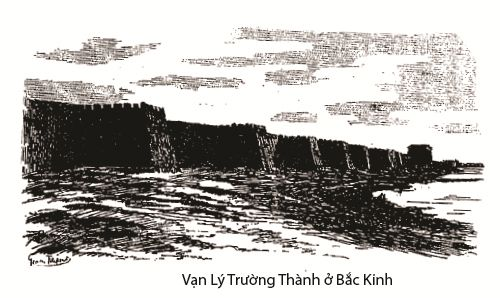 Vạn Lý Trường Thành ở Bắc Kinh